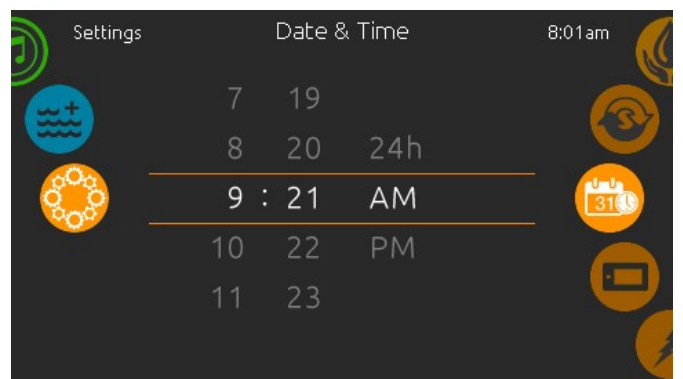 Settings Date & Time 8:01am
7 19
8 20 24h
9 : 21 AM
10 22 PM
11 23
31
S